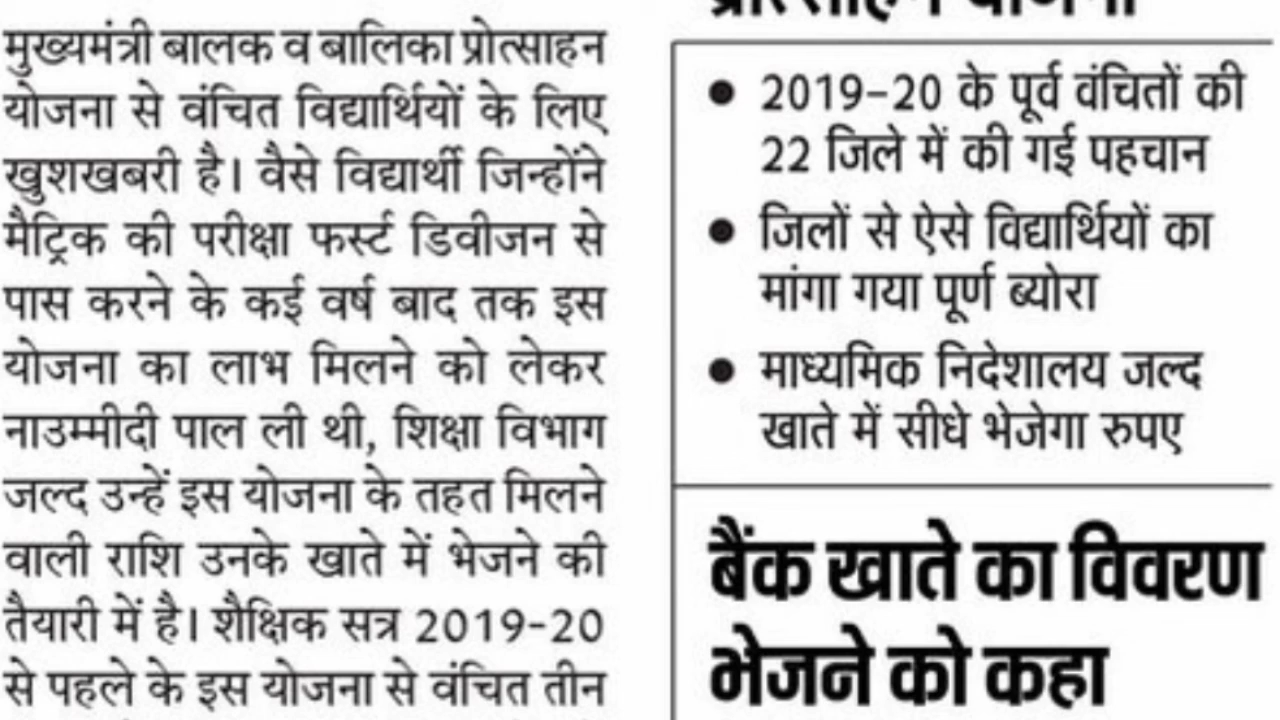 मुख्यमंत्री बालक व बालिका प्रोत्साहन
योजना से वंचित विद्यार्थियों के लिए
खुशखबरी है। वैसे विद्यार्थी जिन्होंने
मैट्रिक की परीक्षा फर्स्ट डिवीजन से
पास करने के कई वर्ष बाद तक इस
योजना का लाभ मिलने को लेकर
नाउम्मीदी पाल ली थी, शिक्षा विभाग
जल्द उन्हें इस योजना के तहत मिलने
वाली राशि उनके खाते में भेजने की
तैयारी में है। शैक्षिक सत्र 2019-20
से पहले के इस योजना से वंचित तीन
प्रोत्साहन योजना
• 2019-20 के पूर्व वंचितों की
22 जिले में की गई पहचान
• जिलों से ऐसे विद्यार्थियों का
मांगा गया पूर्ण ब्योरा
• माध्यमिक निदेशालय जल्द
खाते में सीधे भेजेगा रुपए
बैंक खाते का विवरण
भेजने को कहा